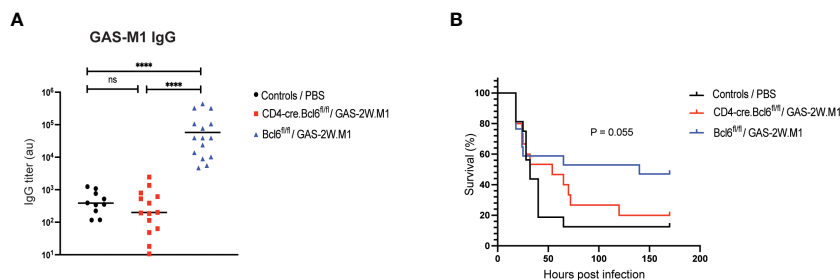 A
GAS-M1 IgG
****
ns
****
10⁶
10⁵
10⁴
10³
10²
10¹
IgG titer (au)
Controls / PBS
CD4-cre.Bcl6fl/fl/ GAS-2W.M1
Bcl6fl/fl / GAS-2W.M1
B
100
80
60
40
20
0
Survival (%)
P = 0.055
0
50
100
150
200
Hours post infection
Controls / PBS
CD4-cre.Bcl6fl/fl/ GAS-2W.M1
Bcl6fl/fl / GAS-2W.M1